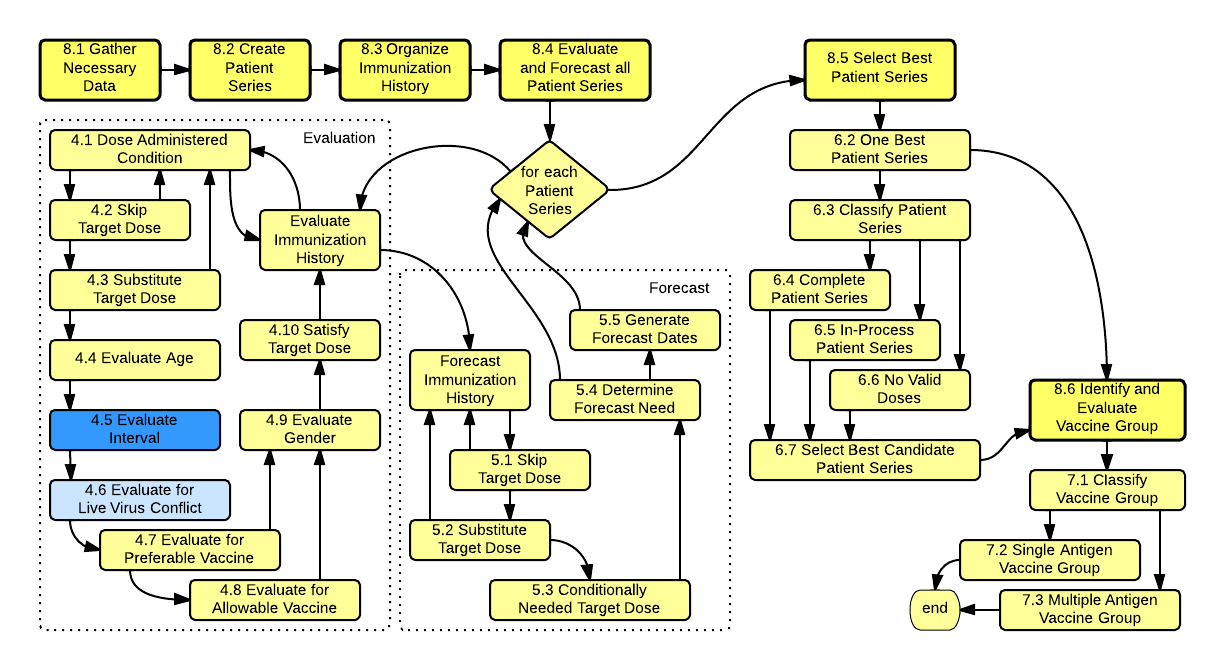 8.1 Gather
Necessary
Data
8.2 Create
Patient
Series
8.3 Organize
Immunization
History
8.4 Evaluate
and Forecast all
Patient Series
8.5 Select Best
Patient Series
Evaluation
4.1 Dose Administered
Condition
4.2 Skip
Target Dose
4.3 Substitute
Target Dose
4.4 Evaluate Age
4.5 Evaluate
Interval
4.6 Evaluate for
Live Virus Conflict
4.7 Evaluate for
Preferable Vaccine
4.8 Evaluate for
Allowable Vaccine
4.9 Evaluate
Gender
4.10 Satisfy
Target Dose
Evaluate
Immunization
History
for each
Patient
Series
Forecast
Forecast
Immunization
History
5.1 Skip
Target Dose
5.2 Substitute
Target Dose
5.3 Conditionally
Needed Target Dose
5.4 Determine
Forecast Need
5.5 Generate
Forecast Dates
6.2 One Best
Patient Series
6.3 Classify Patient
Series
6.4 Complete
Patient Series
6.5 In-Process
Patient Series
6.6 No Valid
Doses
6.7 Select Best Candidate
Patient Series
8.6 Identify and
Evaluate
Vaccine Group
7.1 Classify
Vaccine Group
7.2 Single Antigen
Vaccine Group
7.3 Multiple Antigen
Vaccine Group
end